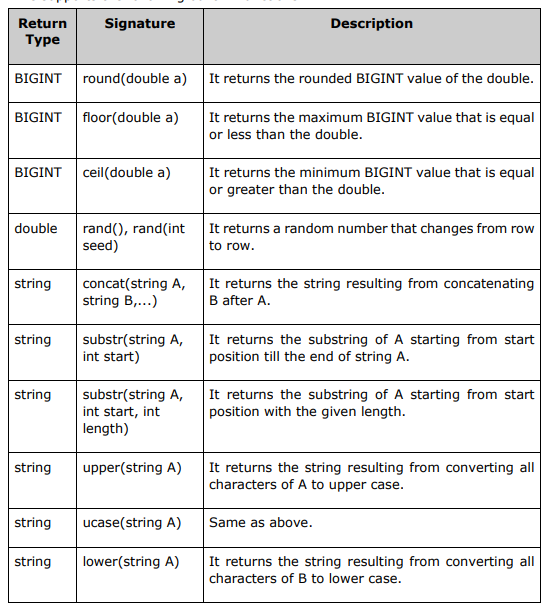 Return Type
Signature
Description
BIGINT
round(double a)
It returns the rounded BIGINT value of the double.
BIGINT
floor(double a)
It returns the maximum BIGINT value that is equal
or less than the double.
BIGINT
ceil(double a)
It returns the minimum BIGINT value that is equal
or greater than the double.
double
rand(), rand(int
seed)
It returns a random number that changes from row
to row.
string
concat(string A,
string B,...)
It returns the string resulting from concatenating
B after A.
string
substr(string A,
int start)
It returns the substring of A starting from start
position till the end of string A.
string
substr(string A,
int start, int
length)
It returns the substring of A starting from start
position with the given length.
string
upper(string A)
It returns the string resulting from converting all
characters of A to upper case.
string
ucase(string A)
Same as above.
string
lower(string A)
It returns the string resulting from converting all
characters of B to lower case.